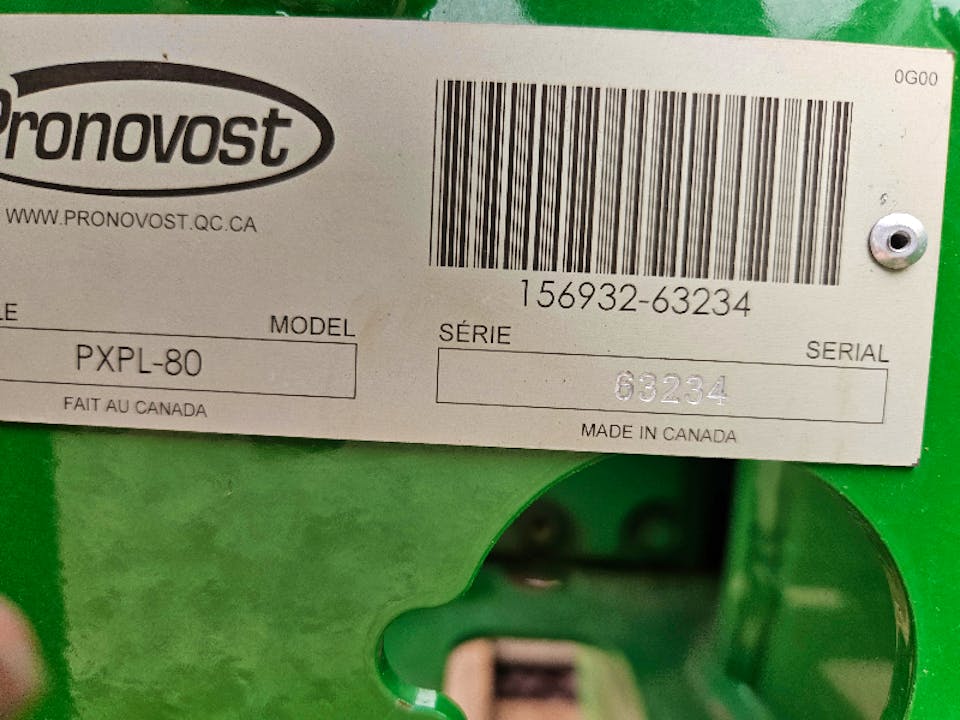 0G00
Pronovost
WWW.PRONOVOST.QC.CA
156932-63234
LE MODEL
PXPL-80
FAIT AU CANADA
SÉRIE SERIAL
63234
MADE IN CANADA